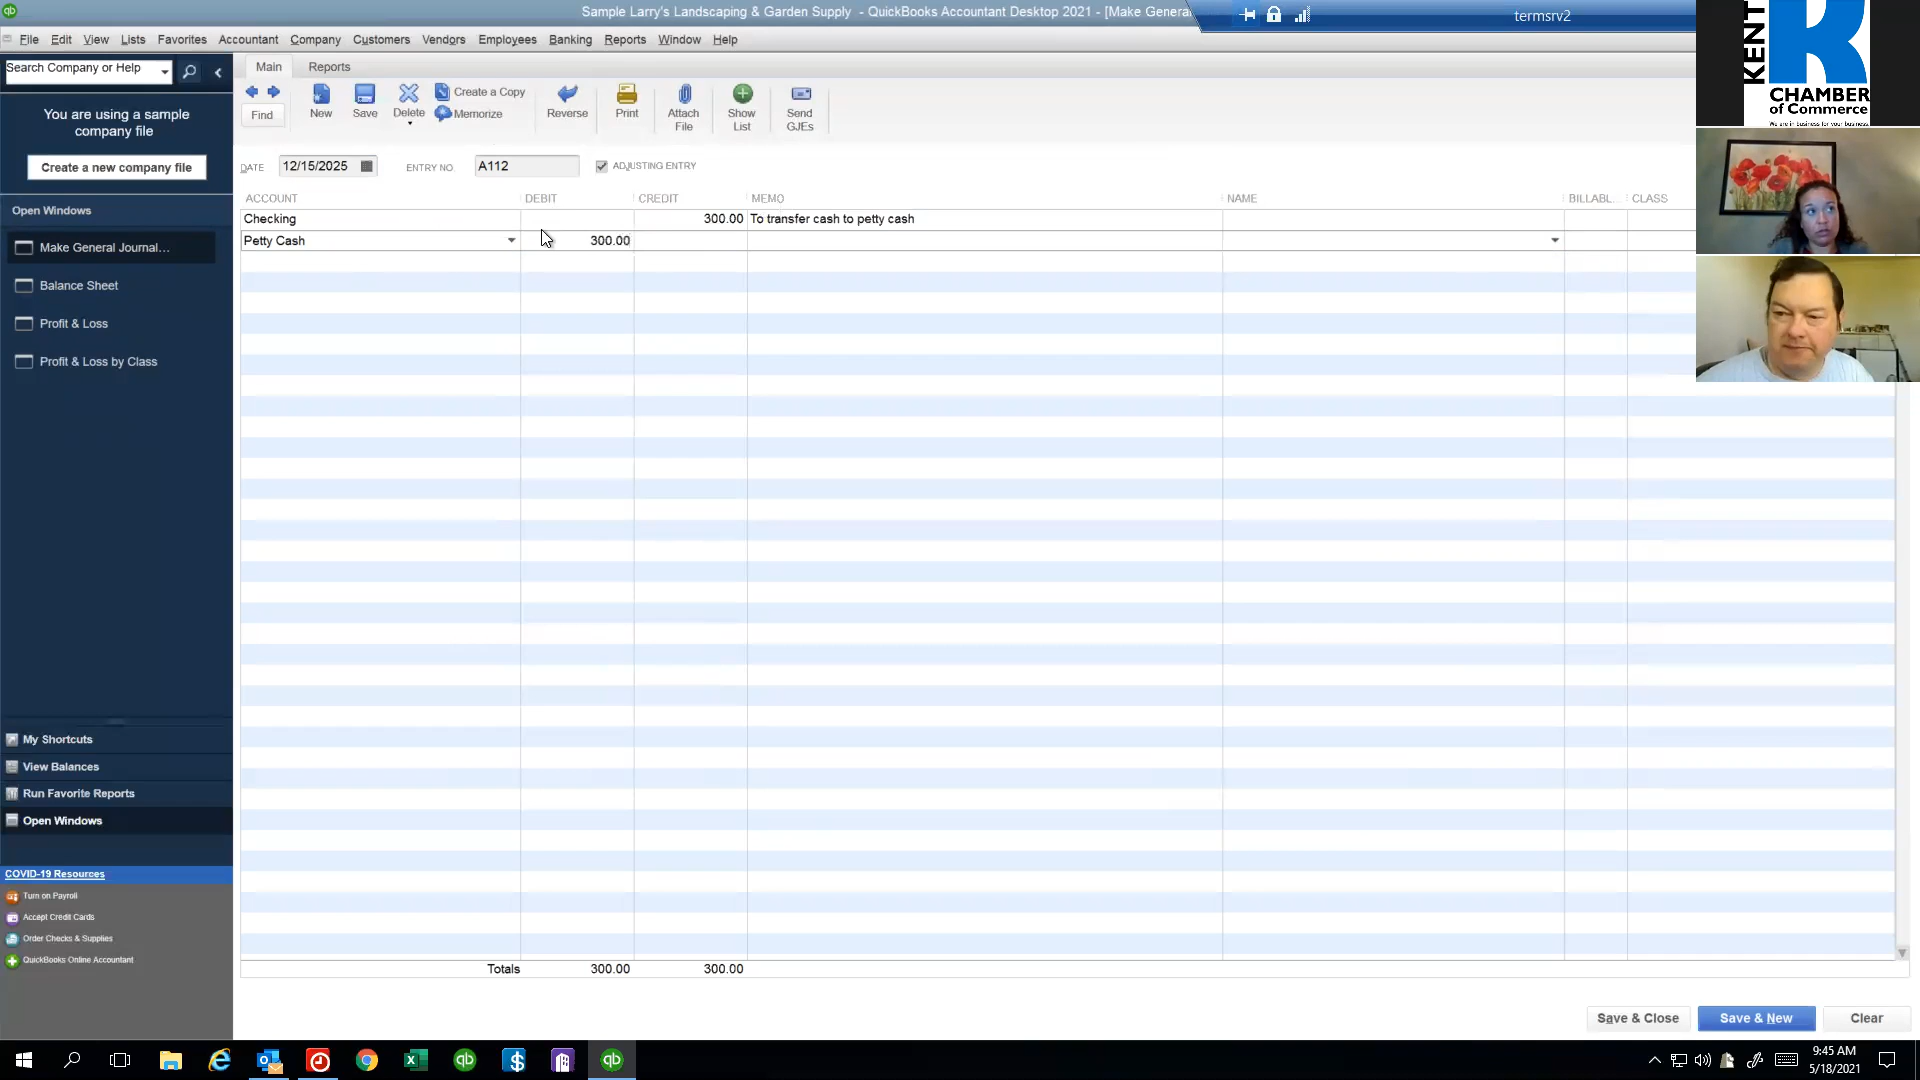 Sample Larry's Landscaping & Garden Supply - QuickBooks Accountant Desktop 2021 - [Make General
termsrv2
File Edit View Lists Favorites Accountant Company Customers Vendors Employees Banking Reports Window Help
Search Company or Help
You are using a sample
company file
Create a new company file
Open Windows
Make General Journal...
Balance Sheet
Profit & Loss
Profit & Loss by Class
My Shortcuts
View Balances
Run Favorite Reports
Open Windows
COVID-19 Resources
Turn on Payroll
Accept Credit Cards
Order Checks & Supplies
QuickBooks Online Accountant
Main Reports
Find
New
Save
Delete
Create a Copy
Memorize
Reverse
Print
Attach
File
Show
List
Send
GJEs
DATE 12/15/2025 ENTRY NO A112 ADJUSTING ENTRY
ACCOUNT DEBIT CREDIT MEMO NAME BILLABL... CLASS
Checking 300.00 To transfer cash to petty cash
Petty Cash 300.00
Totals 300.00 300.00
Save & Close Save & New Clear
KENT
CHAMBER
of Commerce
We are in business for your business.
9:45 AM
5/18/2021